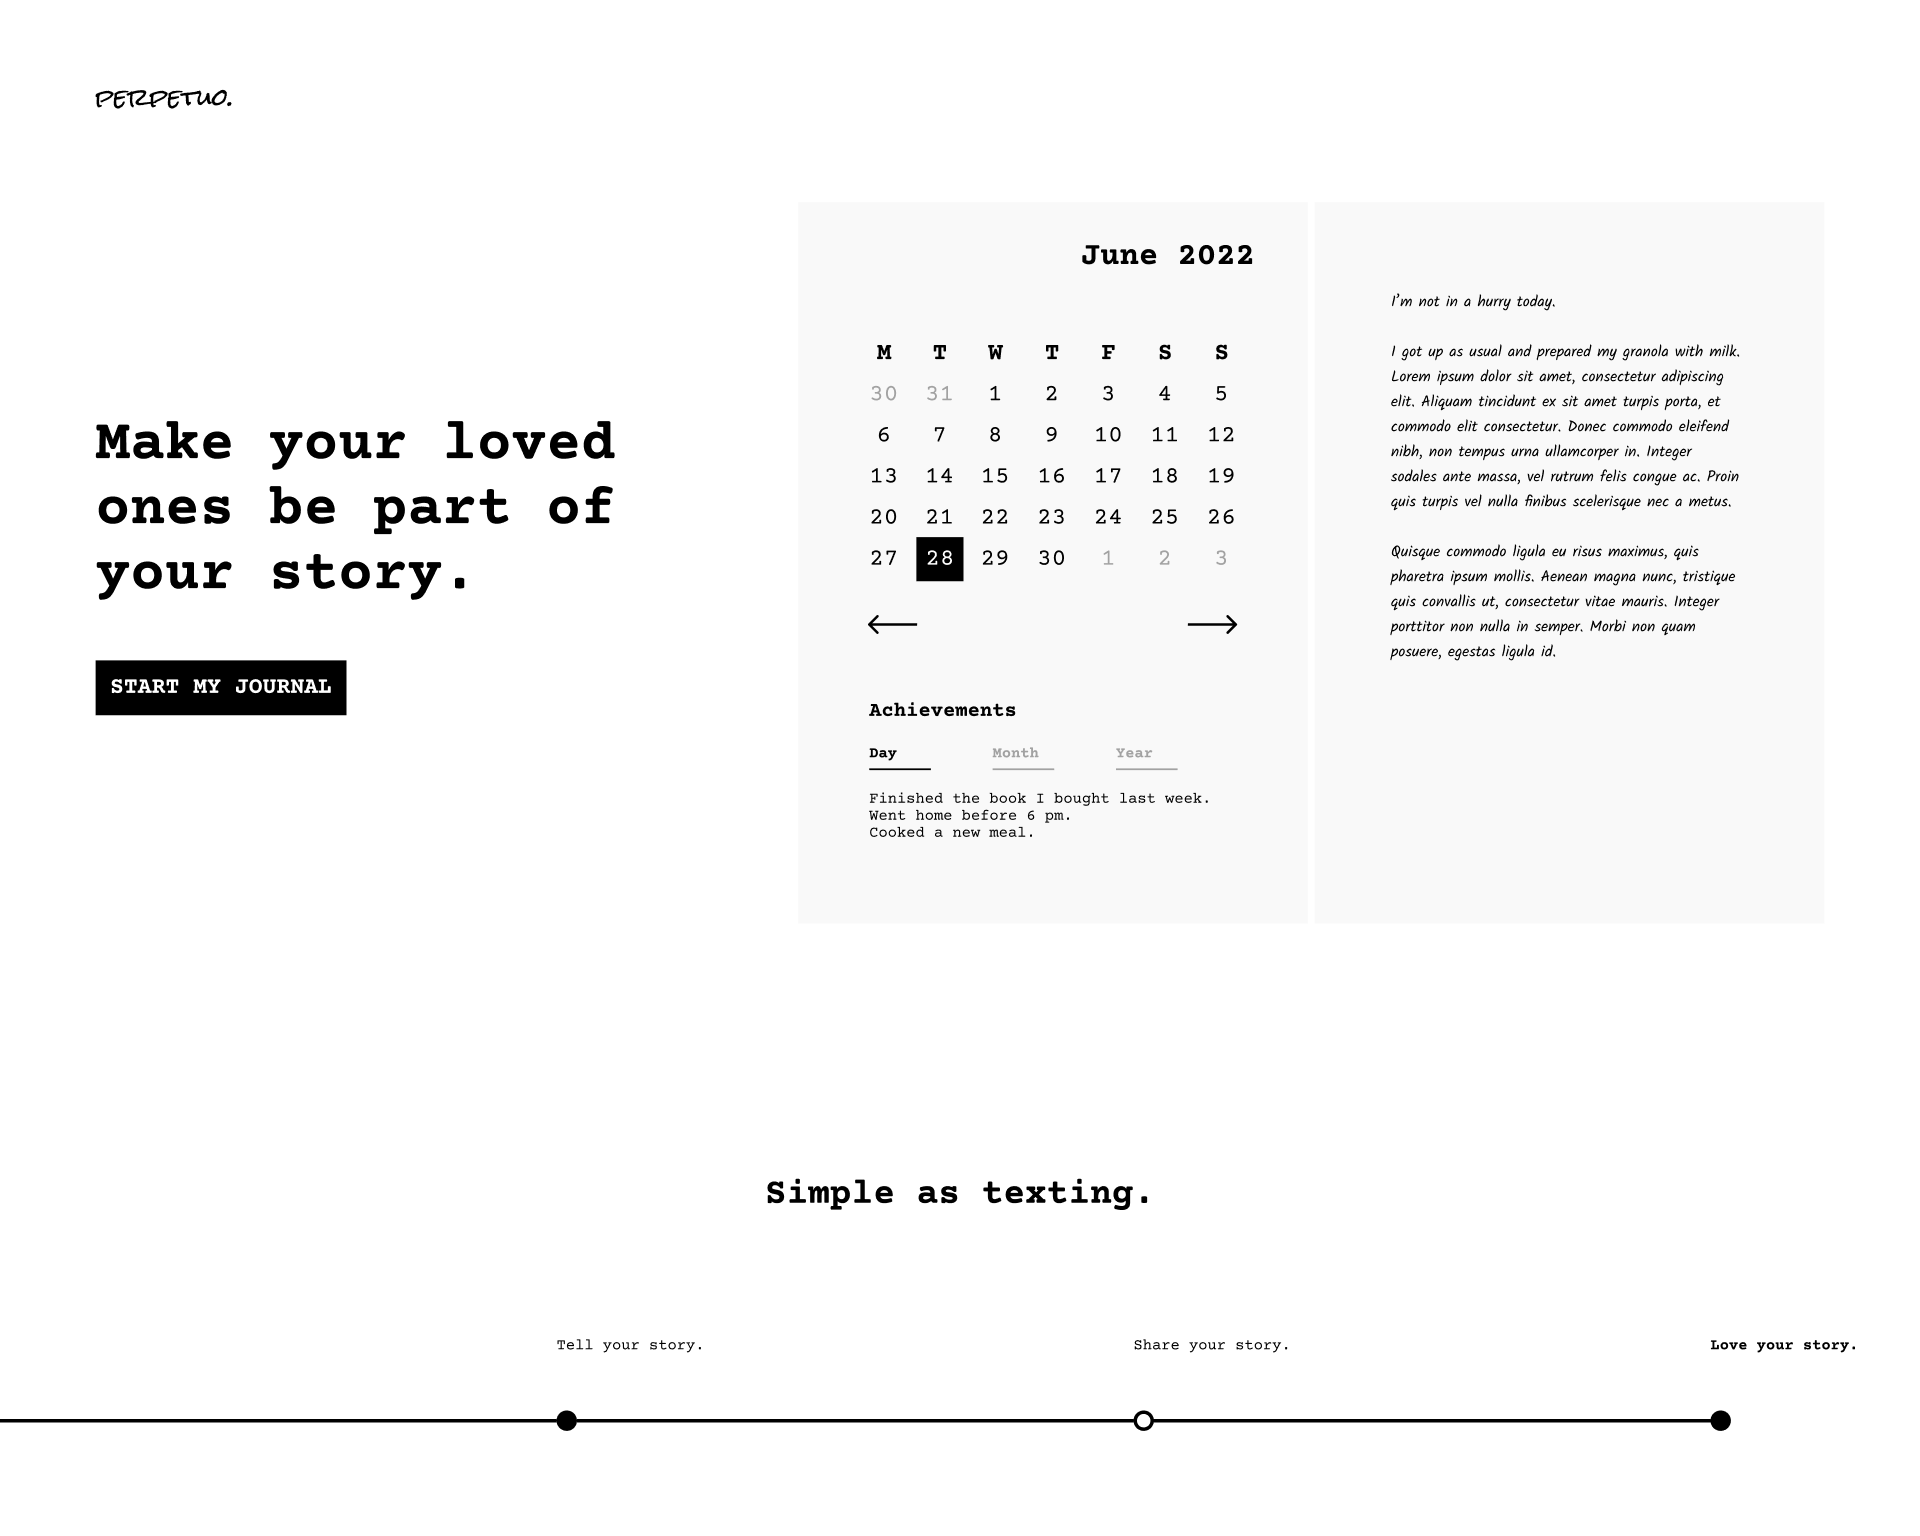 PERPETUO.
Make your loved
ones be part of
your story.
START MY JOURNAL
June 2022
M T W T F S S
30 31 1 2 3 4 5
6 7 8 9 10 11 12
13 14 15 16 17 18 19
20 21 22 23 24 25 26
27 28 29 30 1 2 3
Achievements
Day Month Year
Finished the book I bought last week.
Went home before 6 pm.
Cooked a new meal.
I’m not in a hurry today.
I got up as usual and prepared my granola with milk.
Lorem ipsum dolor sit amet, consectetur adipiscing
elit. Aliquam tincidunt ex sit amet turpis porta, et
commodo elit consectetur. Donec commodo eleifend
nibh, non tempus urna ullamcorper in. Integer
sodales ante massa, vel rutrum felis congue ac. Proin
quis turpis vel nulla finibus scelerisque nec a metus.
Quisque commodo ligula eu risus maximus, quis
pharetra ipsum mollis. Aenean magna nunc, tristique
quis convallis ut, consectetur vitae mauris. Integer
porttitor non nulla in semper. Morbi non quam
posuere, egestas ligula id.
Simple as texting.
Tell your story. Share your story. Love your story.